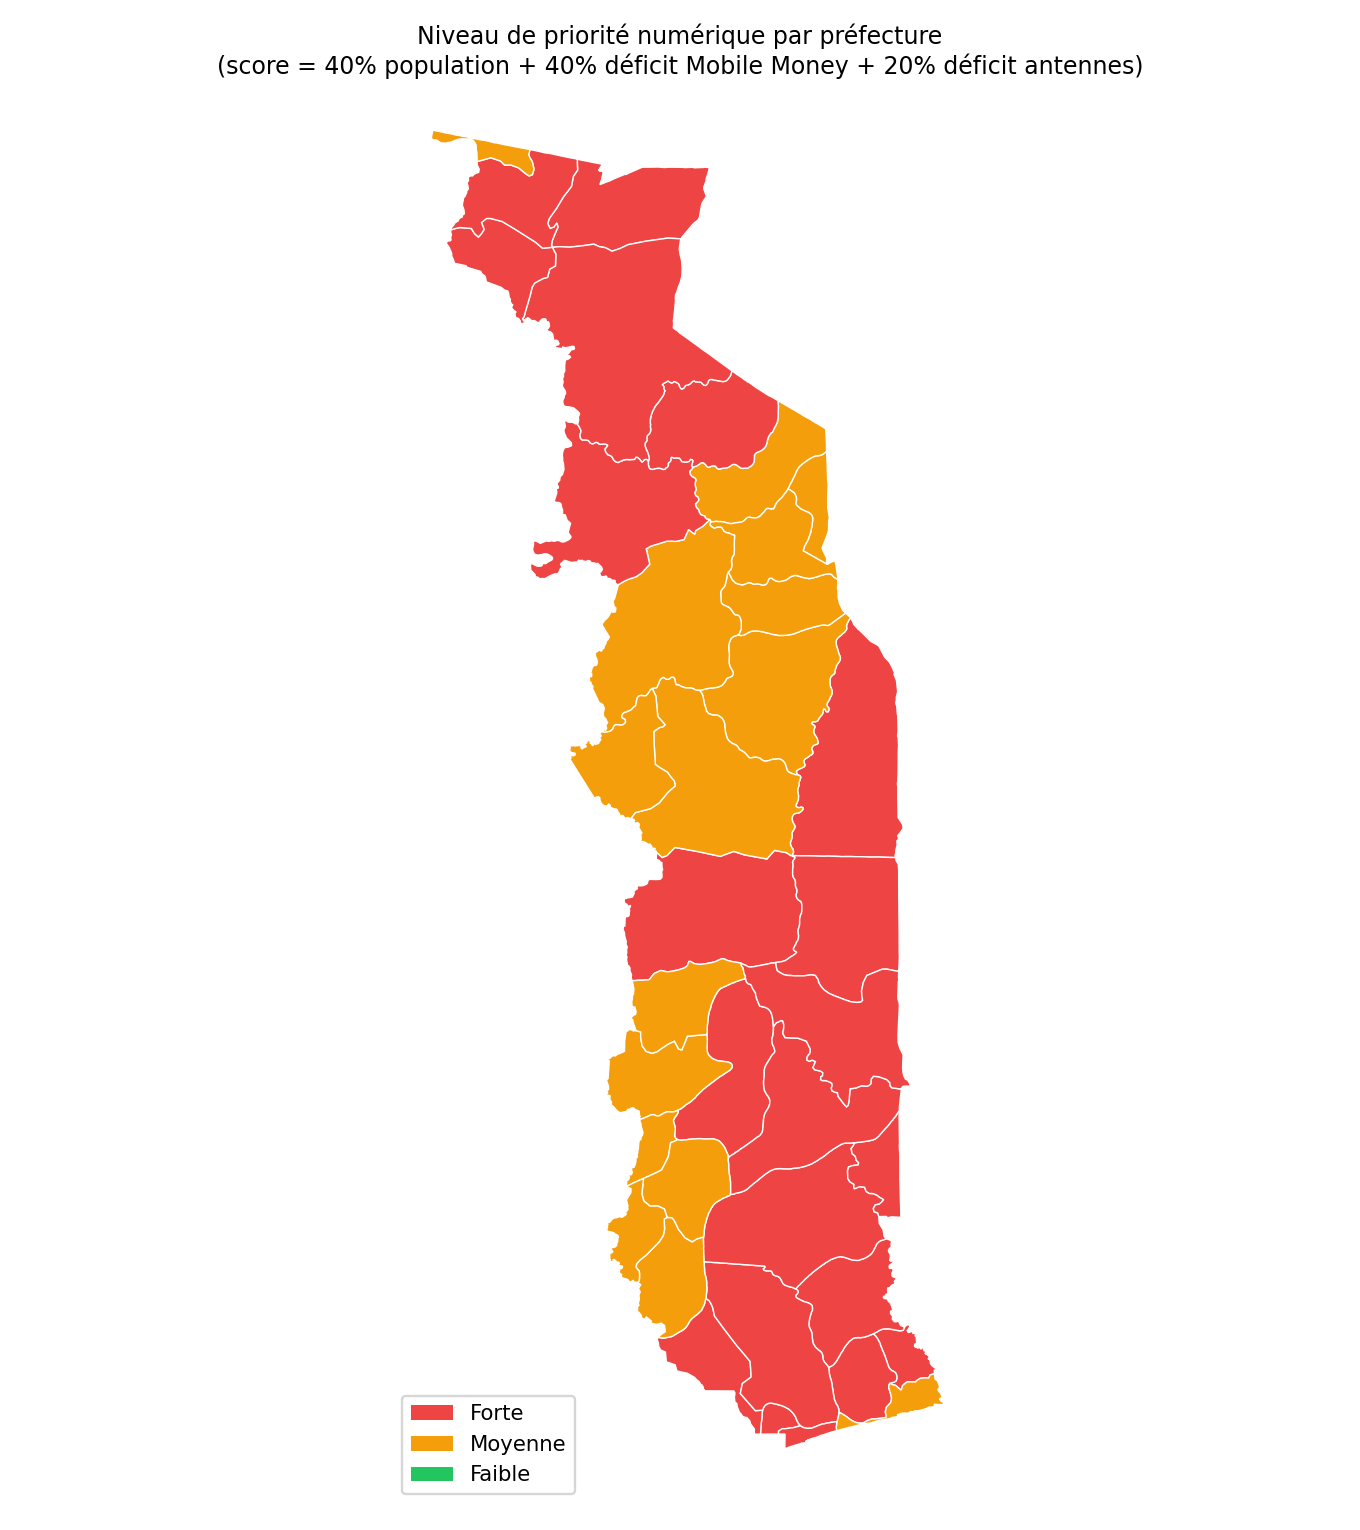 Niveau de priorité numérique par préfecture
(score = 40% population + 40% déficit Mobile Money + 20% déficit antennes)
Forte
Moyenne
Faible